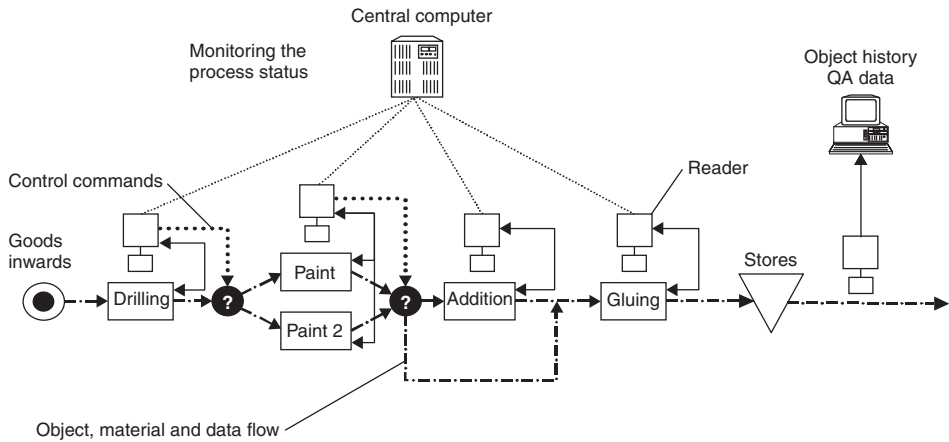 Central computer
Monitoring the
process status
Object history
QA data
Control commands
Reader
Goods
inwards
Stores
Drilling
?
Paint
Paint 2
?
Addition
Gluing
Object, material and data flow